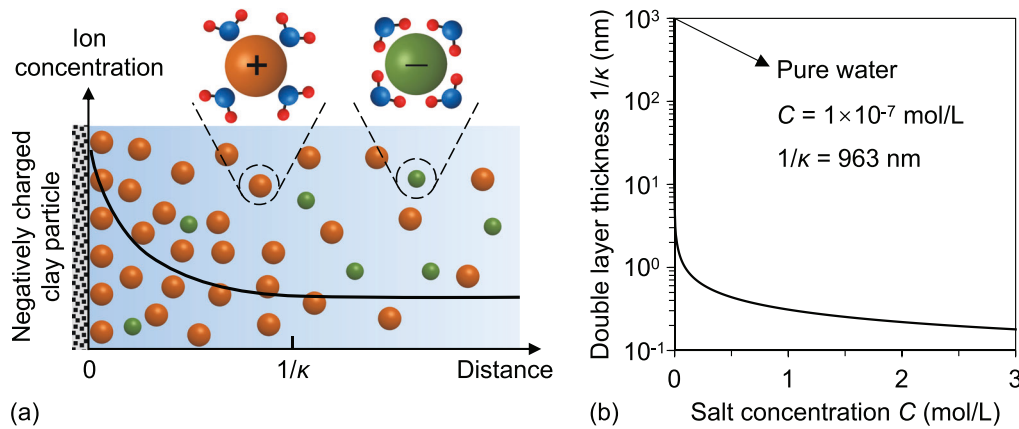 Ion
concentration
Negatively charged
clay particle
+
−
0
1/κ
Distance
(a)
Double layer thickness 1/κ (nm)
10³
10²
10¹
10⁰
10⁻¹
Pure water
C = 1×10⁻⁷ mol/L
1/κ = 963 nm
0
1
2
3
Salt concentration C (mol/L)
(b)